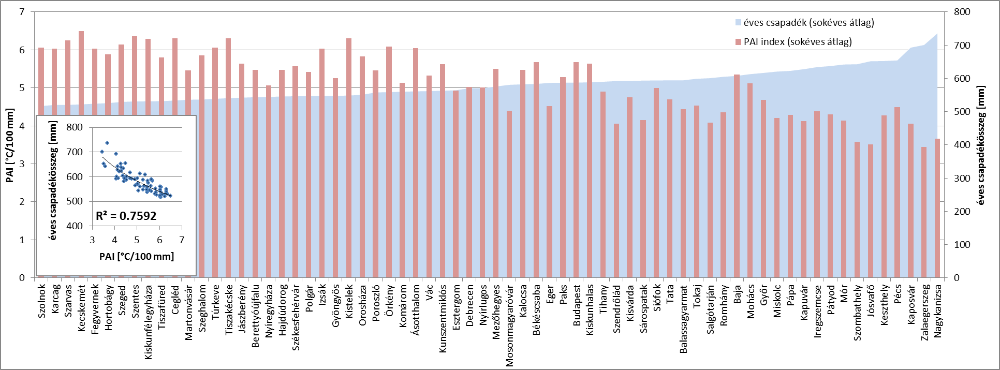 éves csapadék (sokéves átlag)
PAI index (sokéves átlag)
PAI [°C/100 mm]
7
6
5
4
3
2
1
0
800
700
600
500
400
300
200
100
0
éves csapadékösszeg [mm]
éves csapadékösszeg [mm]
800
700
600
500
400
R² = 0.7592
3 4 5 6 7
PAI [°C/100 mm]
Szolnok
Karcag
Szarvas
Kecskemét
Fegyvernek
Hortobágy
Szeged
Szentes
Kiskunfélegyháza
Tiszafüred
Cegléd
Martonvásár
Szeghalom
Túrkeve
Tiszakécske
Jászberény
Berettyóújfalu
Nyíregyháza
Hajdúdorog
Székesfehérvár
Polgár
Izsák
Gyöngyös
Kistelek
Orosháza
Poroszló
Örkény
Komárom
Ásotthalom
Vác
Kunszentmiklós
Esztergom
Debrecen
Nyírlugos
Mezőhegyes
Mosonmagyaróvár
Kalocsa
Békéscsaba
Eger
Paks
Budapest
Kiskunhalas
Tihany
Szendrőlád
Kisvárda
Sárospatak
Siófok
Tata
Balassagyarmat
Tokaj
Salgótarján
Romhány
Baja
Mohács
Győr
Miskolc
Pápa
Kapuvár
Iregszemcse
Pátyod
Mór
Szombathely
Jósvafő
Keszthely
Pécs
Kaposvár
Zalaegerszeg
Nagykanizsa